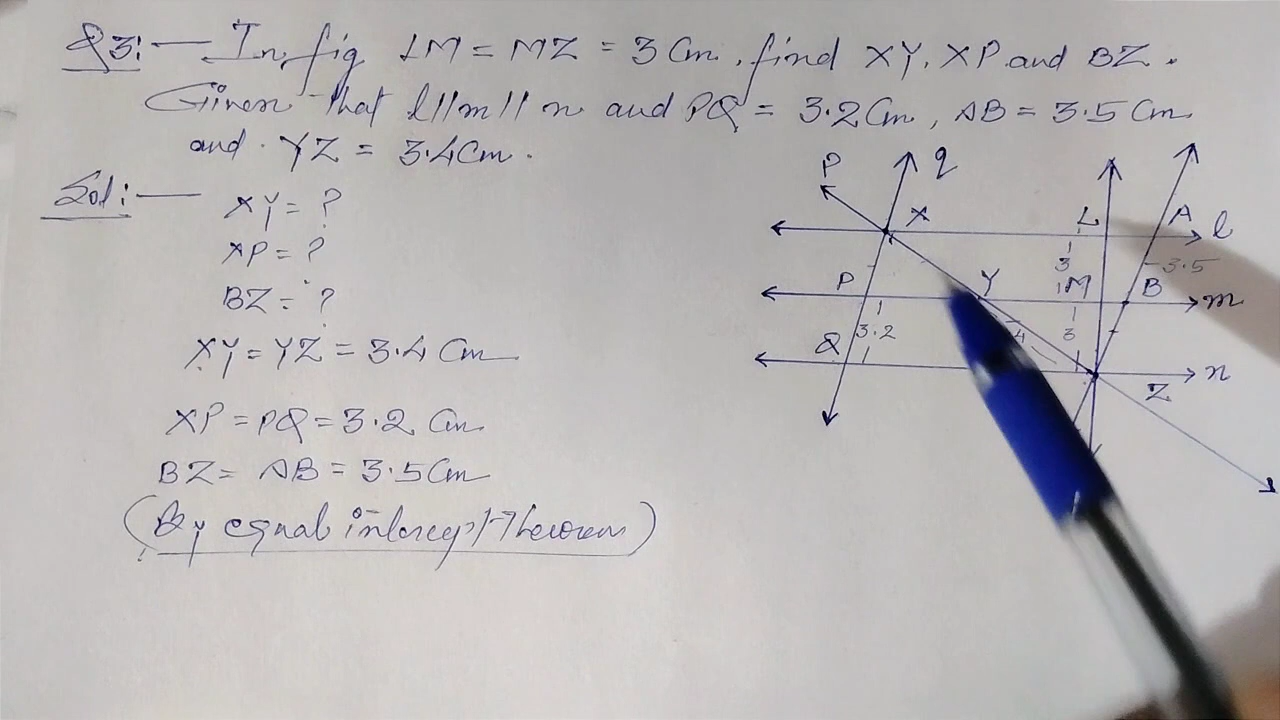 Q3:— In fig LM = MZ = 3 Cm, find XY, XP and BZ.
Given that l||m||n and PQ = 3.2 Cm, AB = 3.5 Cm
and YZ = 3.4 Cm.
Sol:—
XY = ?
XP = ?
BZ = ?
XY = YZ = 3.4 Cm
XP = PQ = 3.2 Cm
BZ = AB = 3.5 Cm
(By equal intercept Theorem)
P q
X L A l
3 3.5
P Y M B m
Q 3.2 4 3
Z n